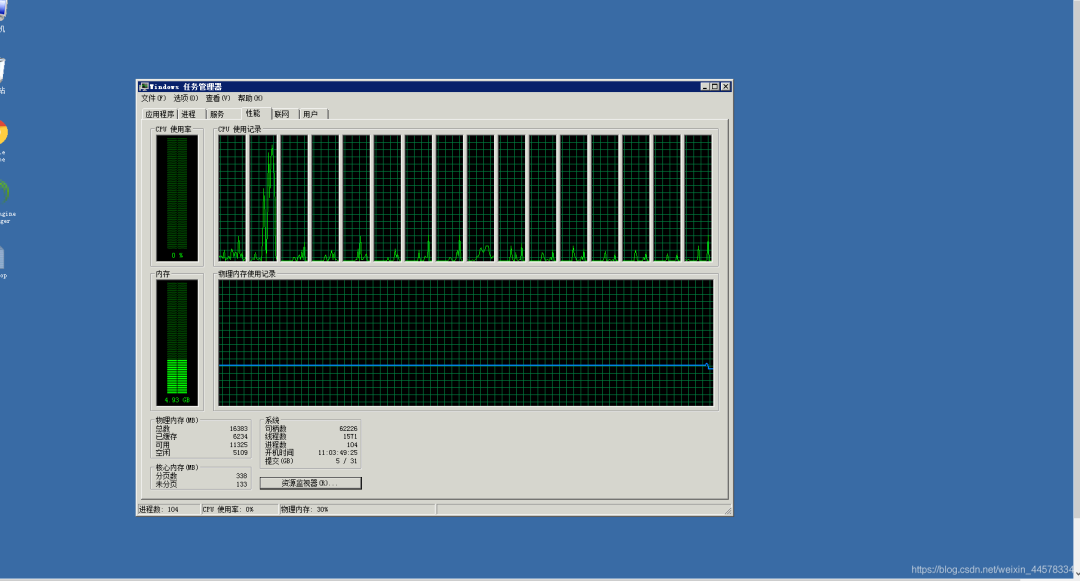 机
站
le
me
ngine
ger
op
Windows 任务管理器
文件(F) 选项(O) 查看(V) 帮助(H)
应用程序 进程 服务 性能 联网 用户
CPU 使用率 CPU 使用记录
0 %
内存 物理内存使用记录
4.93 GB
物理内存(MB)
总数 16383
已缓存 6234
可用 11325
空闲 5109
核心内存(MB)
分页数 338
未分页 133
系统
句柄数 62226
线程数 1571
进程数 104
开机时间 11:03:49:25
提交(GB) 5 / 31
资源监视器(R)...
进程数: 104 CPU 使用率: 0% 物理内存: 30%
https://blog.csdn.net/weixin_44578334